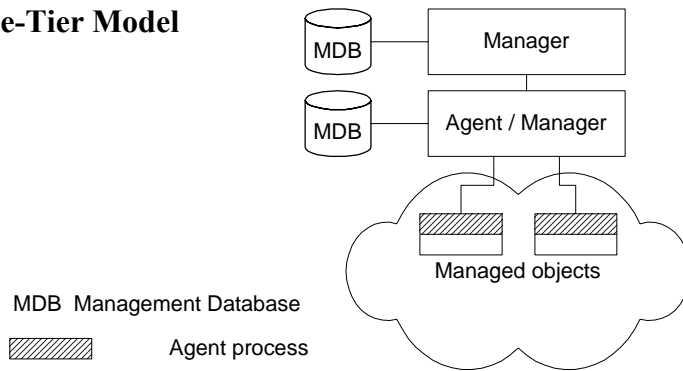 e-Tier Model
MDB
Manager
MDB
Agent / Manager
Managed objects
MDB Management Database
Agent process